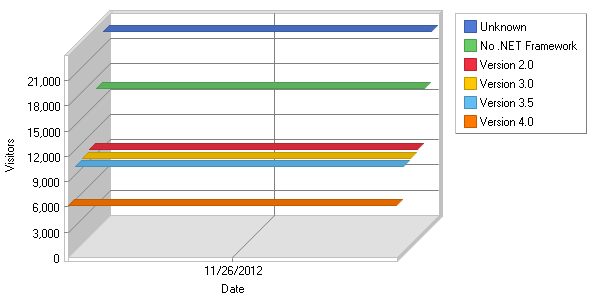 Unknown
No .NET Framework
Version 2.0
Version 3.0
Version 3.5
Version 4.0
21,000
18,000
15,000
12,000
9,000
6,000
3,000
0
Visitors
11/26/2012
Date